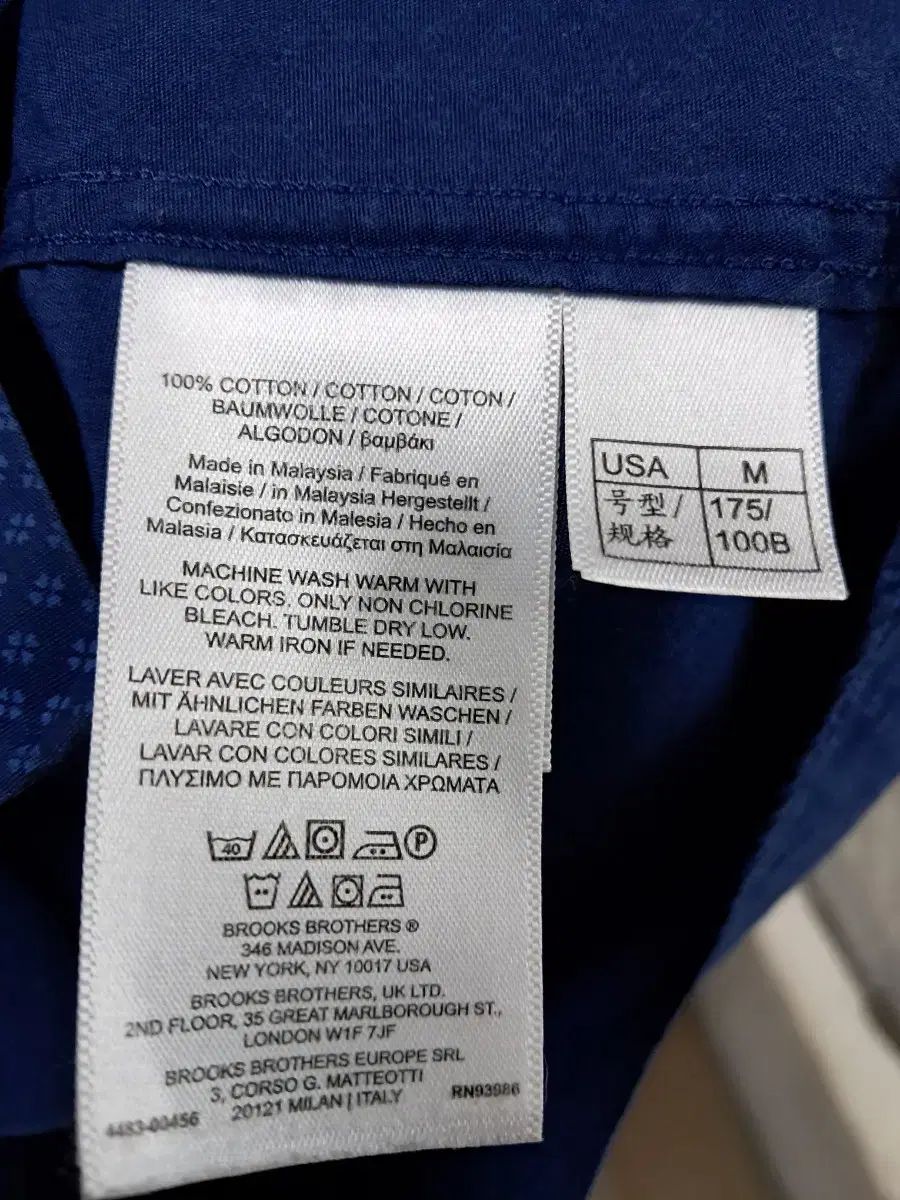 100% COTTON / COTTON / COTON /
BAUMWOLLE / COTONE /
ALGODON / βαμβάκι
Made in Malaysia / Fabriqué en
Malaisie / in Malaysia Hergestellt /
Confezionato in Malesia / Hecho en
Malasia / Κατασκευάζεται στη Μαλαισία
MACHINE WASH WARM WITH
LIKE COLORS. ONLY NON CHLORINE
BLEACH. TUMBLE DRY LOW.
WARM IRON IF NEEDED.
LAVER AVEC COULEURS SIMILAIRES /
MIT ÄHNLICHEN FARBEN WASCHEN /
LAVARE CON COLORI SIMILI /
LAVAR CON COLORES SIMILARES /
ΠΛΥΣΙΜΟ ΜΕ ΠΑΡΟΜΟΙΑ ΧΡΩΜΑΤΑ
40 P
BROOKS BROTHERS ®
346 MADISON AVE.
NEW YORK, NY 10017 USA
BROOKS BROTHERS, UK LTD.
2ND FLOOR, 35 GREAT MARLBOROUGH ST.,
LONDON W1F 7JF
BROOKS BROTHERS EUROPE SRL
3, CORSO G. MATTEOTTI
20121 MILAN | ITALY
RN93986
4483-00456
USA M
号型/ 175/
规格 100B